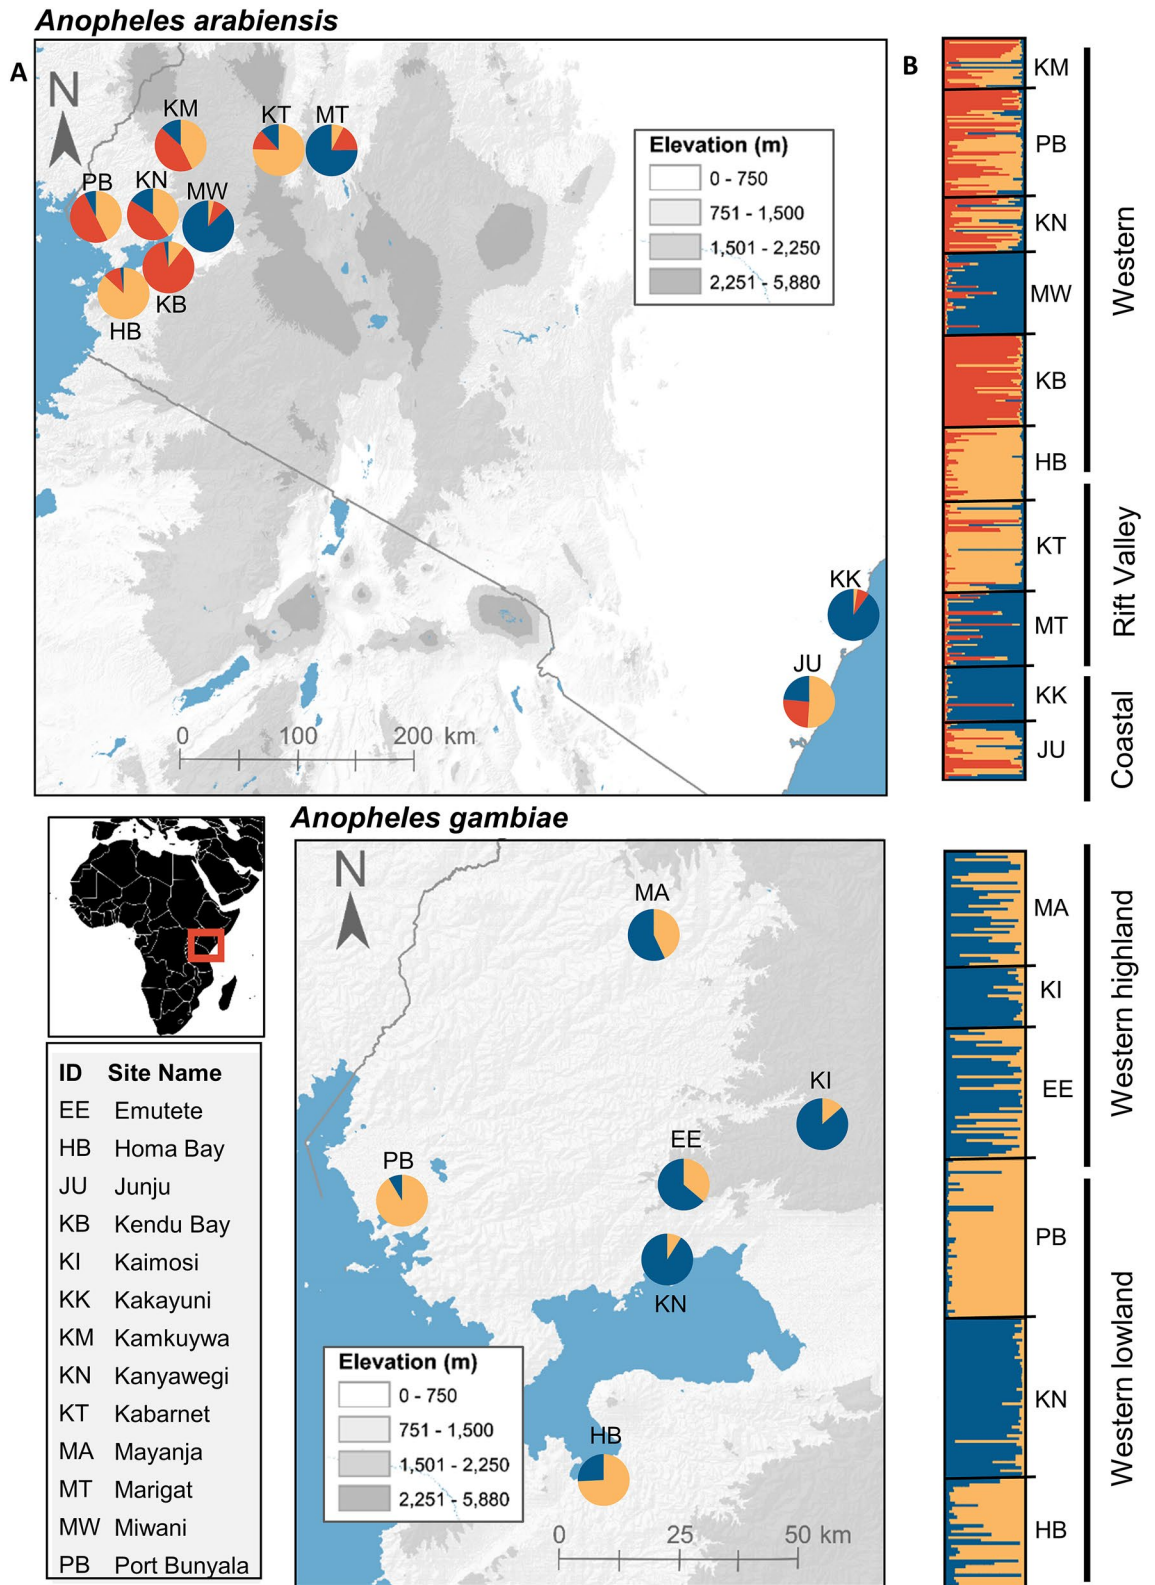 Anopheles arabiensis
A
B
N
KM
KT
MT
PB
KN
MW
KB
HB
Elevation (m)
0 - 750
751 - 1,500
1,501 - 2,250
2,251 - 5,880
KK
JU
0
100
200 km
KM
PB
KN
MW
KB
HB
KT
MT
KK
JU
Western
Rift Valley
Coastal
Anopheles gambiae
N
MA
KI
EE
PB
KN
HB
Elevation (m)
0 - 750
751 - 1,500
1,501 - 2,250
2,251 - 5,880
0
25
50 km
ID Site Name
EE Emutete
HB Homa Bay
JU Junju
KB Kendu Bay
KI Kaimosi
KK Kakayuni
KM Kamkuywa
KN Kanyawegi
KT Kabarnet
MA Mayanja
MT Marigat
MW Miwani
PB Port Bunyala
MA
KI
EE
PB
KN
HB
Western highland
Western lowland